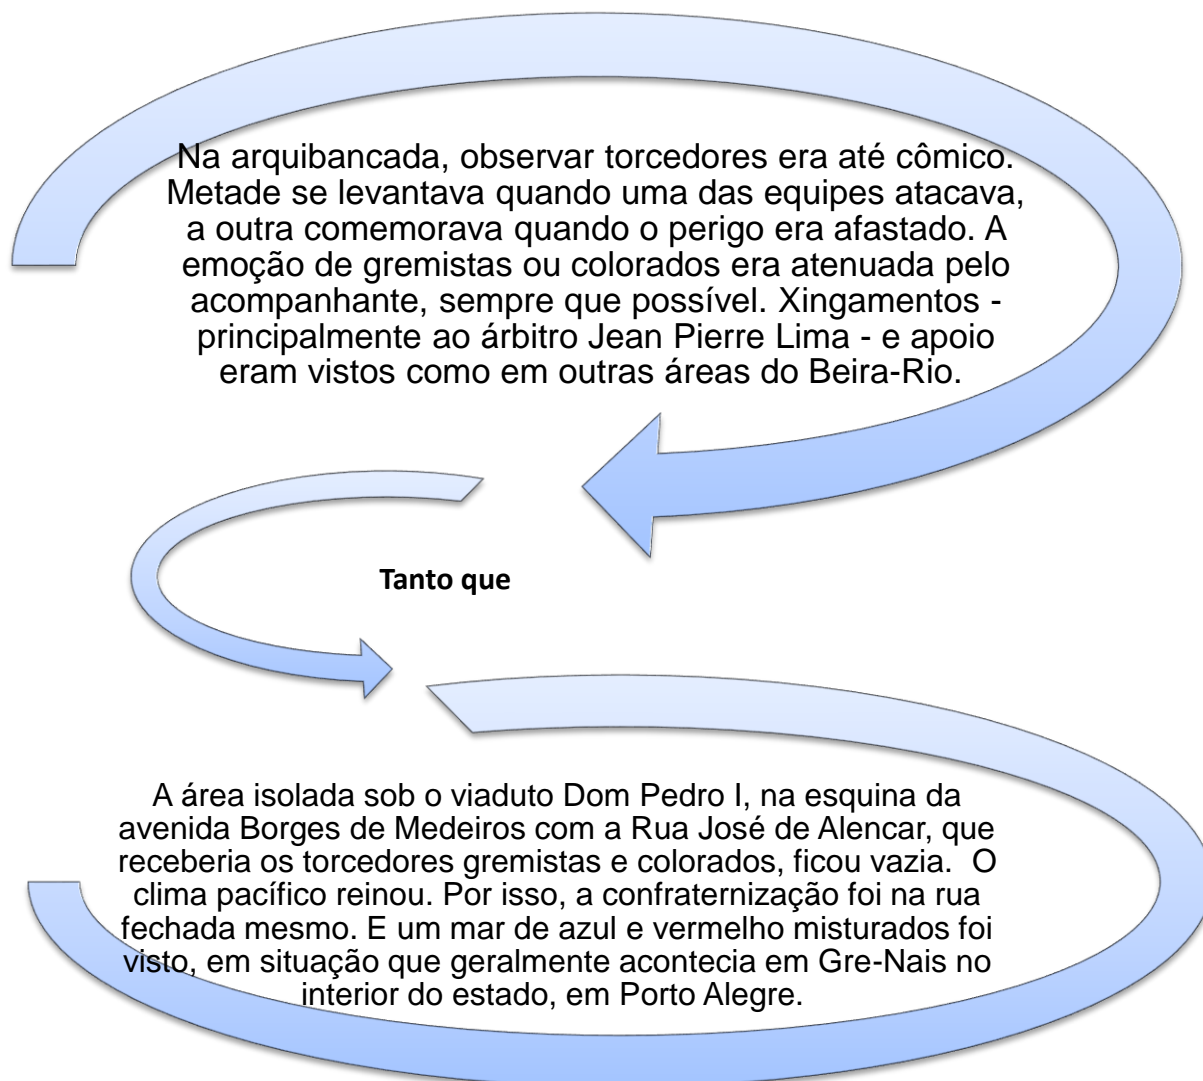 Na arquibancada, observar torcedores era até cômico.
Metade se levantava quando uma das equipes atacava,
a outra comemorava quando o perigo era afastado. A
emoção de gremistas ou colorados era atenuada pelo
acompanhante, sempre que possível. Xingamentos -
principalmente ao árbitro Jean Pierre Lima - e apoio
eram vistos como em outras áreas do Beira-Rio.
Tanto que
A área isolada sob o viaduto Dom Pedro I, na esquina da
avenida Borges de Medeiros com a Rua José de Alencar, que
receberia os torcedores gremistas e colorados, ficou vazia.  O
clima pacífico reinou. Por isso, a confraternização foi na rua
fechada mesmo. E um mar de azul e vermelho misturados foi
visto, em situação que geralmente acontecia em Gre-Nais no
interior do estado, em Porto Alegre.